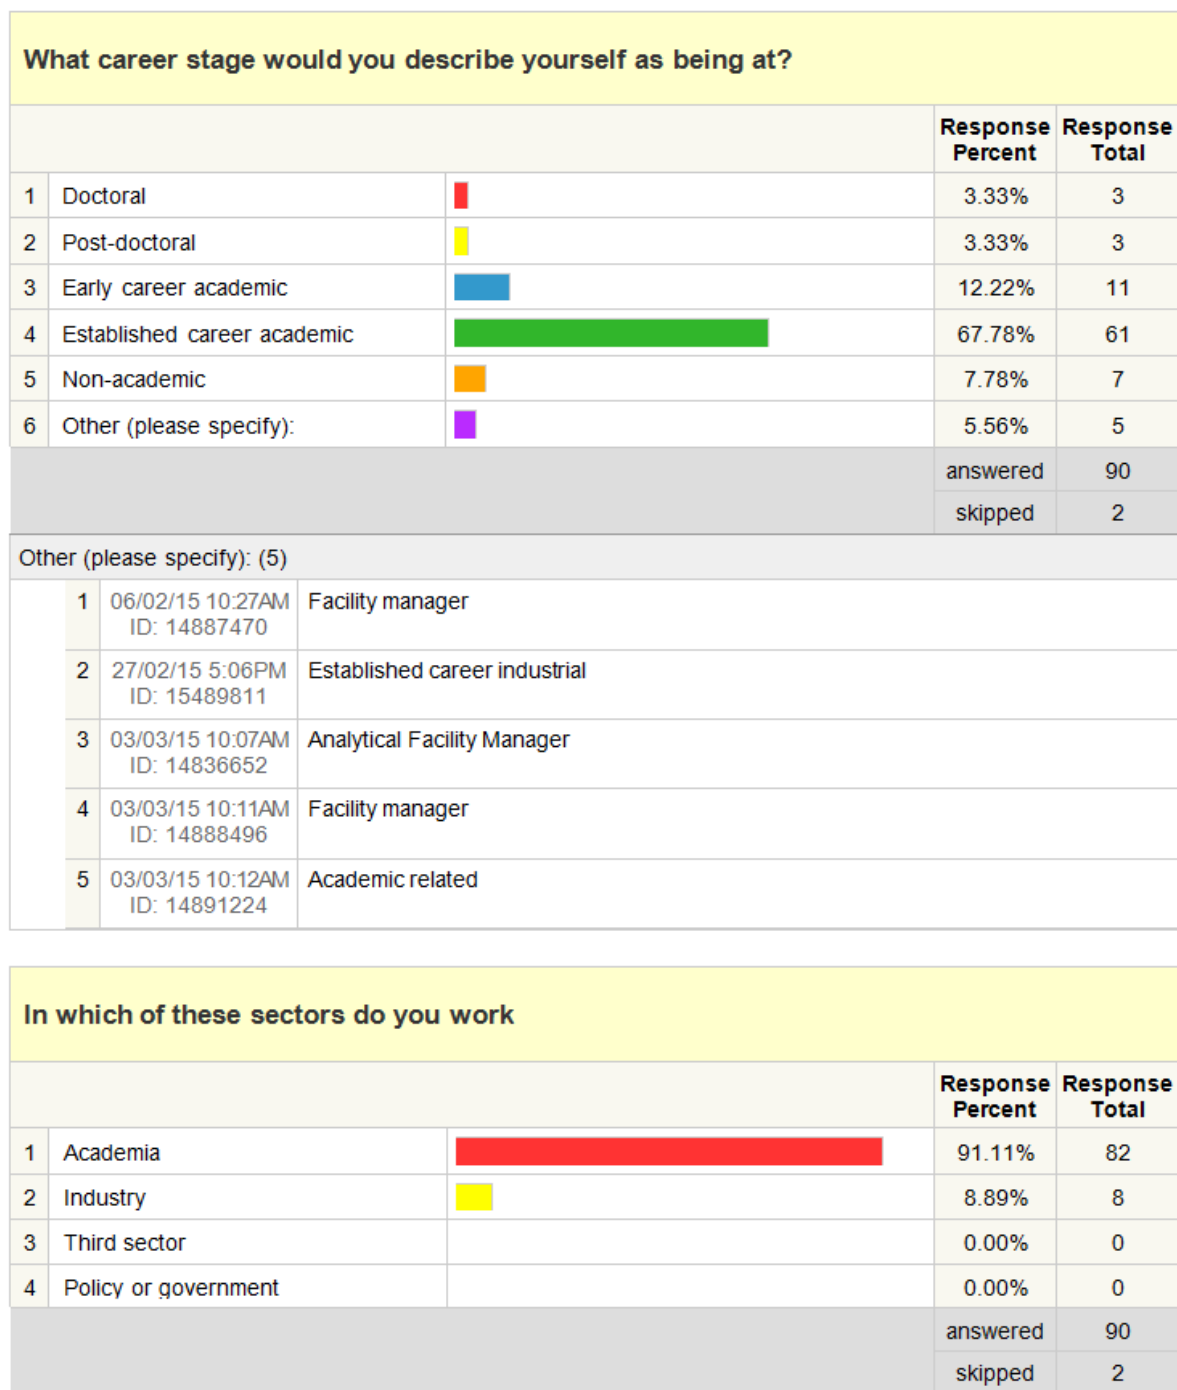 What career stage would you describe yourself as being at?
Response Percent Response Total
1 Doctoral 3.33% 3
2 Post-doctoral 3.33% 3
3 Early career academic 12.22% 11
4 Established career academic 67.78% 61
5 Non-academic 7.78% 7
6 Other (please specify): 5.56% 5
answered 90
skipped 2
Other (please specify): (5)
1 06/02/15 10:27AM Facility manager
ID: 14887470
2 27/02/15 5:06PM Established career industrial
ID: 15489811
3 03/03/15 10:07AM Analytical Facility Manager
ID: 14836652
4 03/03/15 10:11AM Facility manager
ID: 14888496
5 03/03/15 10:12AM Academic related
ID: 14891224
In which of these sectors do you work
Response Percent Response Total
1 Academia 91.11% 82
2 Industry 8.89% 8
3 Third sector 0.00% 0
4 Policy or government 0.00% 0
answered 90
skipped 2